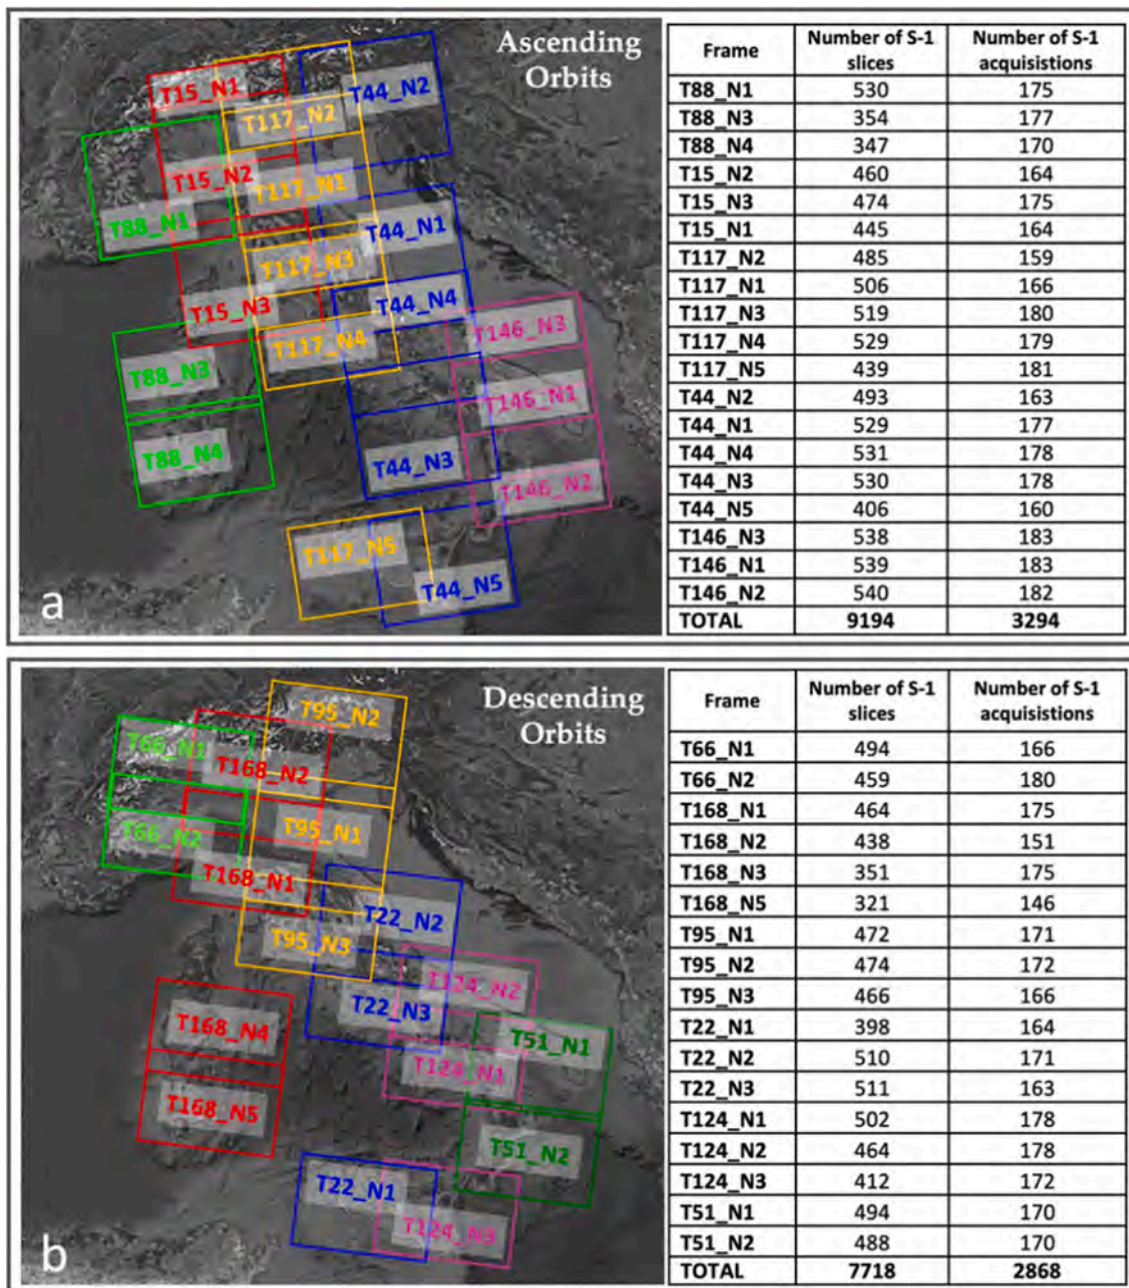 Ascending
Orbits
T15_N1
T44_N2
T117_N2
T15_N2
T117_N1
T88_N1
T44_N1
T117_N3
T15_N3
T44_N4
T146_N3
T117_N4
T88_N3
T146_N1
T88_N4
T44_N3
T146_N2
T117_N5
T44_N5
a
Frame Number of S-1 slices Number of S-1 acquisistions
T88_N1 530 175
T88_N3 354 177
T88_N4 347 170
T15_N2 460 164
T15_N3 474 175
T15_N1 445 164
T117_N2 485 159
T117_N1 506 166
T117_N3 519 180
T117_N4 529 179
T117_N5 439 181
T44_N2 493 163
T44_N1 529 177
T44_N4 531 178
T44_N3 530 178
T44_N5 406 160
T146_N3 538 183
T146_N1 539 183
T146_N2 540 182
TOTAL 9194 3294
Descending
Orbits
T95_N2
T66_N1
T168_N2
T95_N1
T66_N2
T168_N1
T22_N2
T95_N3
T124_N2
T22_N3
T168_N4
T51_N1
T124_N1
T168_N5
T51_N2
T22_N1
T124_N3
b
Frame Number of S-1 slices Number of S-1 acquisistions
T66_N1 494 166
T66_N2 459 180
T168_N1 464 175
T168_N2 438 151
T168_N3 351 175
T168_N5 321 146
T95_N1 472 171
T95_N2 474 172
T95_N3 466 166
T22_N1 398 164
T22_N2 510 171
T22_N3 511 163
T124_N1 502 178
T124_N2 464 178
T124_N3 412 172
T51_N1 494 170
T51_N2 488 170
TOTAL 7718 2868